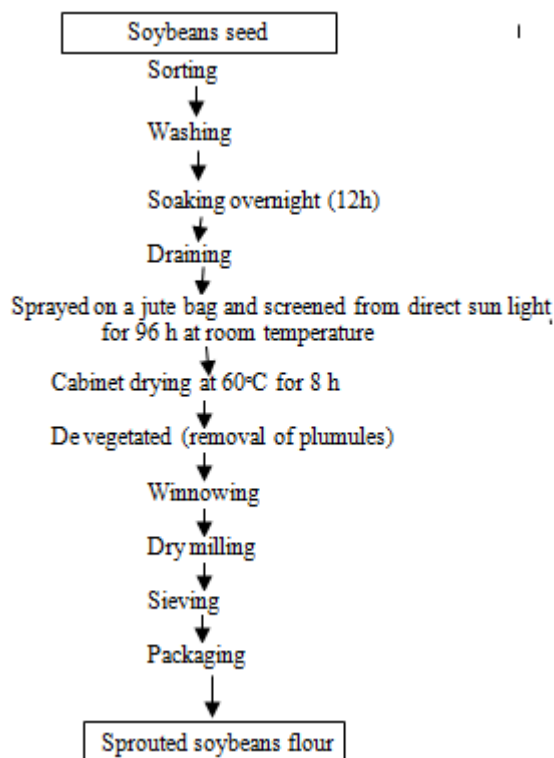 Soybeans seed
Sorting
Washing
Soaking overnight (12h)
Draining
Sprayed on a jute bag and screened from direct sun light
for 96 h at room temperature
Cabinet drying at 60°C for 8 h
De vegetated (removal of plumules)
Winnowing
Dry milling
Sieving
Packaging
Sprouted soybeans flour